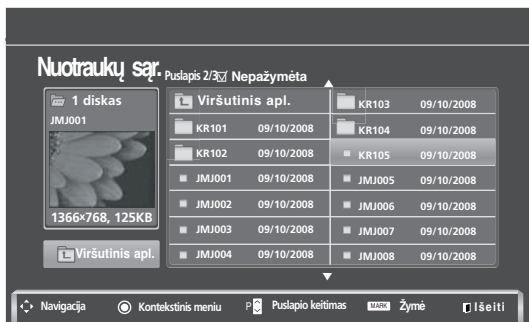 Nuotraukų sąr. Puslapis 2/3 Nepažymėta
1 diskas
JMJ001
1366×768, 125KB
Viršutinis apl.
Viršutinis apl.
KR101 09/10/2008
KR102 09/10/2008
JMJ001 09/10/2008
JMJ002 09/10/2008
JMJ003 09/10/2008
JMJ004 09/10/2008
KR103 09/10/2008
KR104 09/10/2008
KR105 09/10/2008
JMJ005 09/10/2008
JMJ006 09/10/2008
JMJ007 09/10/2008
JMJ008 09/10/2008
Navigacija Kontekstinis meniu P Puslapio keitimas MARK Žymė Išeiti